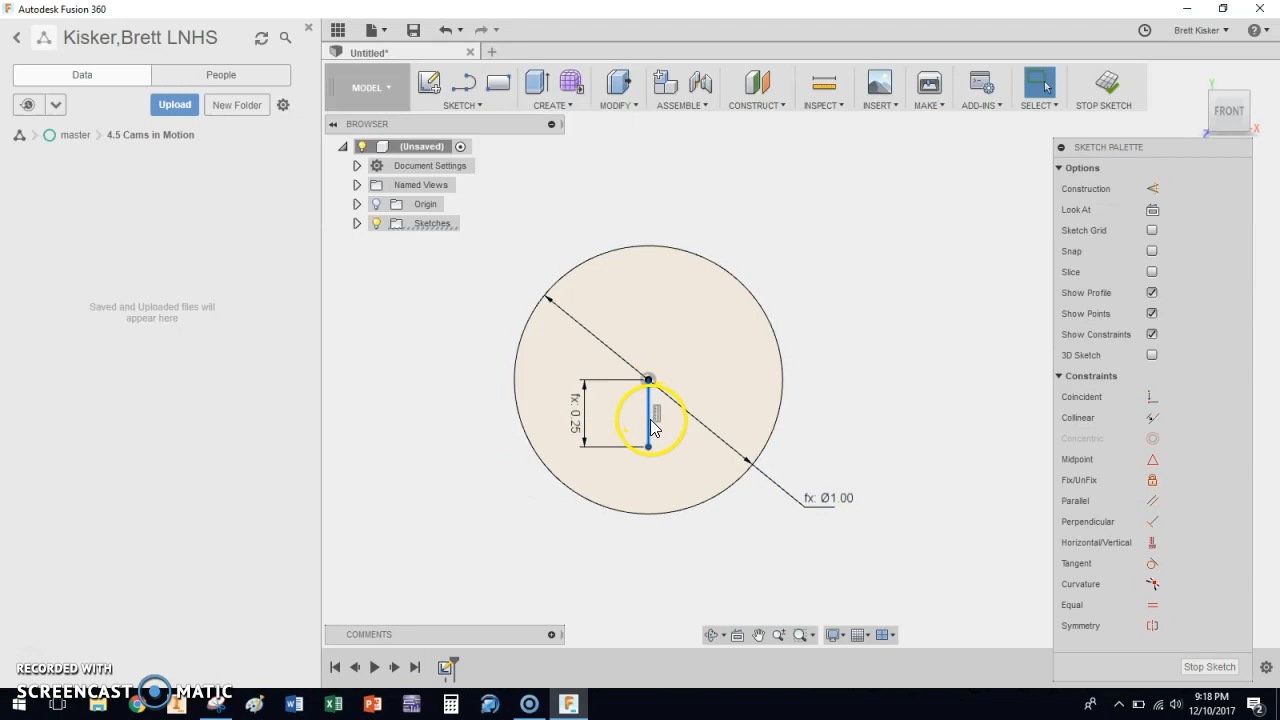 Autodesk Fusion 360
Kisker,Brett LNHS
Untitled*
Brett Kisker
Data
People
MODEL
SKETCH
CREATE
MODIFY
ASSEMBLE
CONSTRUCT
INSPECT
INSERT
MAKE
ADD-INS
SELECT
STOP SKETCH
FRONT
Y
X
Z
Upload
New Folder
BROWSER
master
4.5 Cams in Motion
(Unsaved)
Document Settings
Named Views
Origin
Sketches
SKETCH PALETTE
Options
Construction
Look At
Sketch Grid
Snap
Slice
Show Profile
Show Points
Show Constraints
3D Sketch
Constraints
Coincident
Collinear
Concentric
Midpoint
Fix/UnFix
Parallel
Perpendicular
Horizontal/Vertical
Tangent
Curvature
Equal
Symmetry
Saved and Uploaded files will
appear here
fx: 0.25
fx: Ø1.00
COMMENTS
Stop Sketch
RECORDED WITH
SCREENCAST MATIC
9:18 PM
12/10/2017